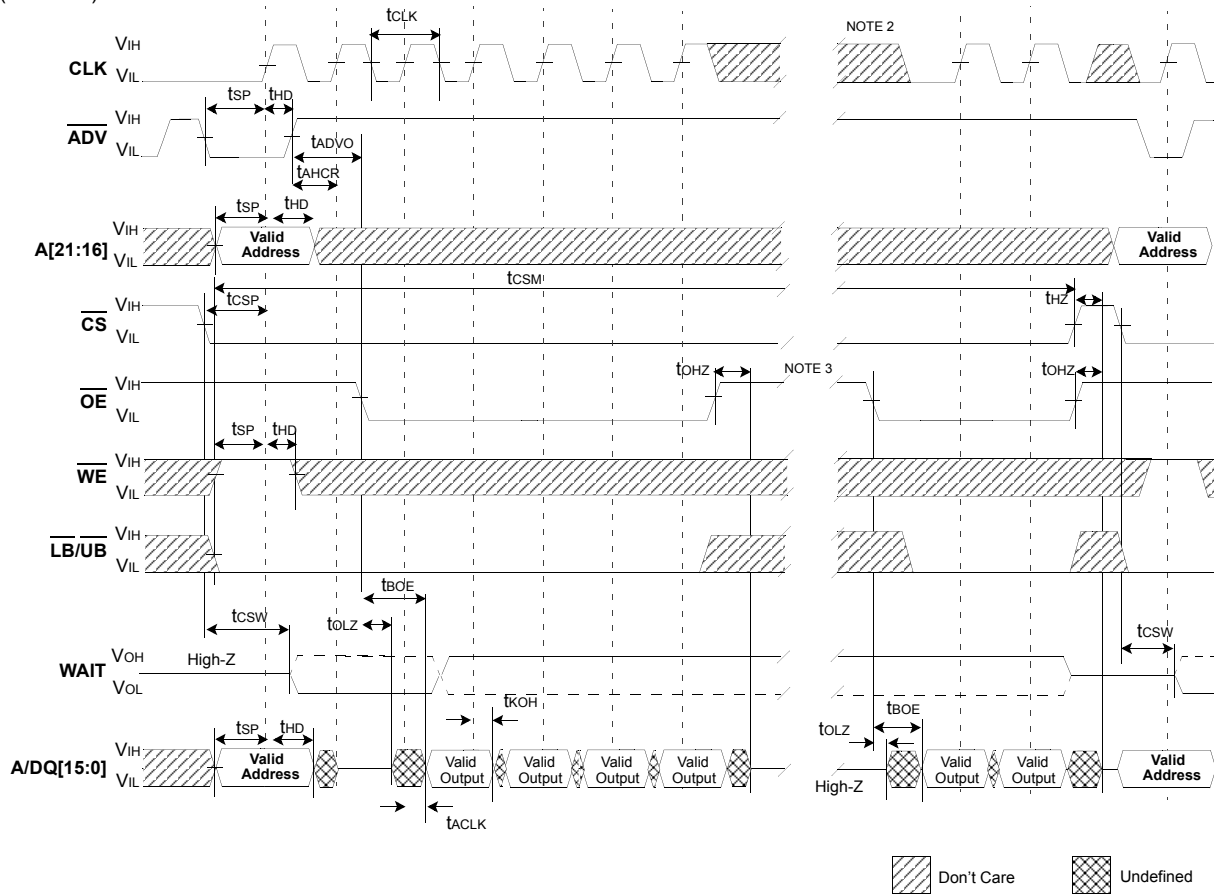 tCLK
NOTE 2
VIH
CLK
VIL
tSP
tHD
VIH
ADV
VIL
tADVO
tAHCR
tSP
tHD
VIH
A[21:16]
VIL
Valid
Address
Valid
Address
tCSM
tCSP
tHZ
VIH
CS
VIL
tOHZ
NOTE 3
tOHZ
VIH
OE
VIL
tSP
tHD
VIH
WE
VIL
VIH
LB/UB
VIL
tBOE
tCSW
tOLZ
tCSW
VOH
High-Z
WAIT
VOL
tKOH
tBOE
tOLZ
tSP
tHD
VIH
A/DQ[15:0]
VIL
Valid
Address
Valid
Output
Valid
Output
Valid
Output
Valid
Output
High-Z
Valid
Output
Valid
Output
Valid
Address
tACLK
Don't Care
Undefined